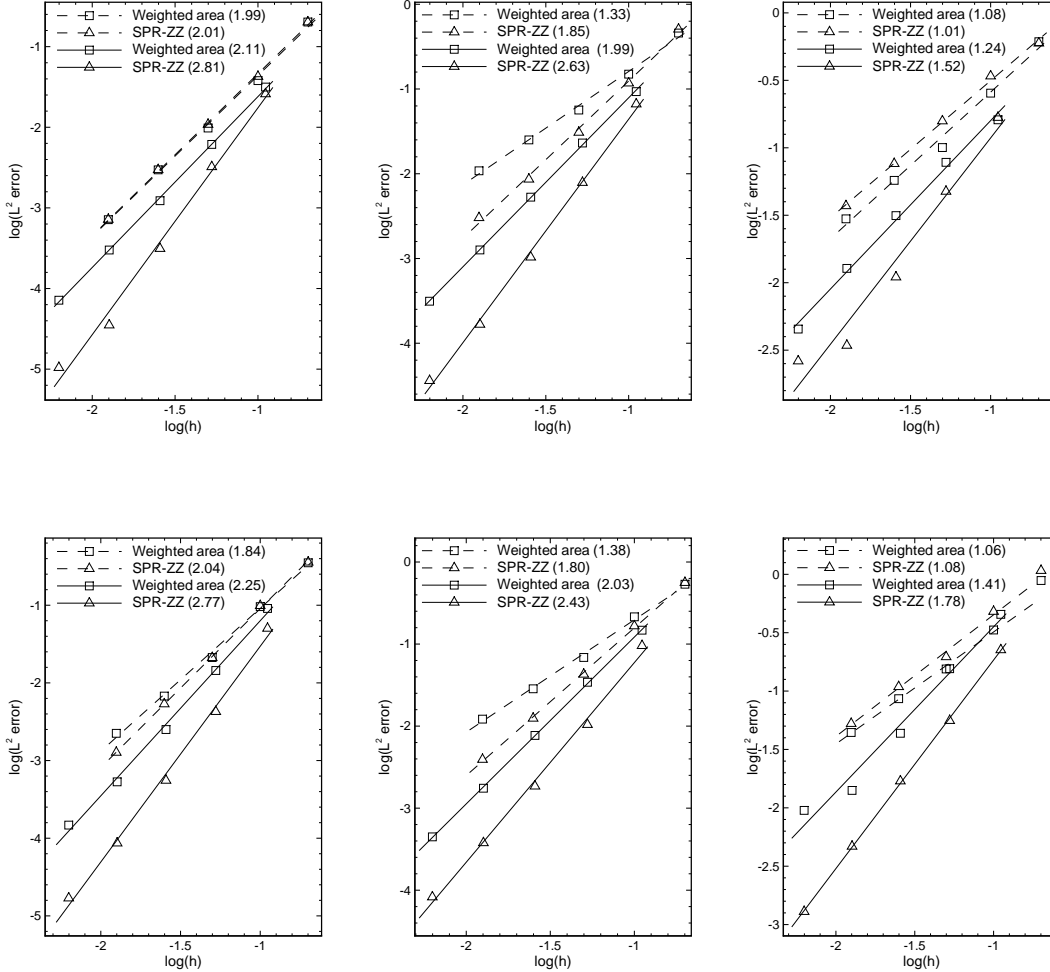 Weighted area (1.99)
SPR-ZZ (2.01)
Weighted area (2.11)
SPR-ZZ (2.81)
-1
-2
-3
-4
-5
log(L² error)
-2
-1.5
-1
log(h)
0
Weighted area (1.33)
SPR-ZZ (1.85)
Weighted area (1.99)
SPR-ZZ (2.63)
-1
-2
-3
-4
log(L² error)
-2
-1.5
-1
log(h)
Weighted area (1.08)
SPR-ZZ (1.01)
Weighted area (1.24)
SPR-ZZ (1.52)
0
-0.5
-1
-1.5
-2
-2.5
log(L² error)
-2
-1.5
-1
log(h)
Weighted area (1.84)
SPR-ZZ (2.04)
Weighted area (2.25)
SPR-ZZ (2.77)
-1
-2
-3
-4
-5
log(L² error)
-2
-1.5
-1
log(h)
Weighted area (1.38)
SPR-ZZ (1.80)
Weighted area (2.03)
SPR-ZZ (2.43)
0
-1
-2
-3
-4
log(L² error)
-2
-1.5
-1
log(h)
Weighted area (1.06)
SPR-ZZ (1.08)
Weighted area (1.41)
SPR-ZZ (1.78)
0
-0.5
-1
-1.5
-2
-2.5
-3
log(L² error)
-2
-1.5
-1
log(h)